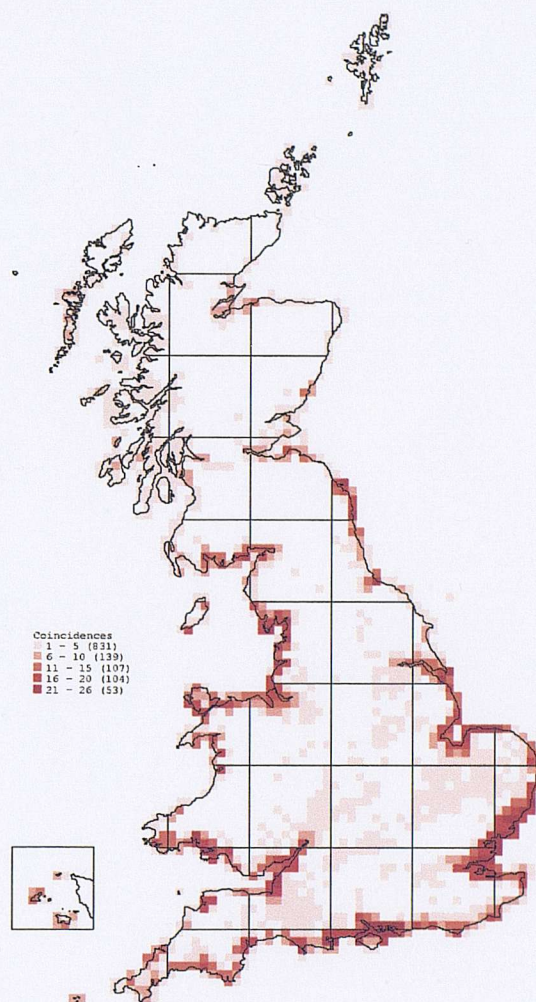 Coincidences
1 - 5 (831)
6 - 10 (139)
11 - 15 (107)
16 - 20 (104)
21 - 26 (53)